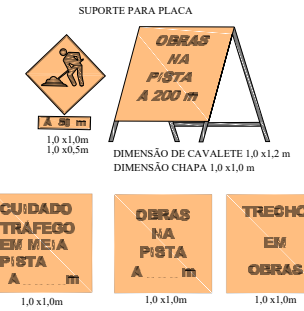 SUPORTE PARA PLACA
OBRAS
NA
PISTA
A 200 m
A 50 m
1,0 x1,0m
1,0 x0,5m
DIMENSÃO DE CAVALETE 1,0 x1,2 m
DIMENSÃO CHAPA 1,0 x1,0 m
CUIDADO
TRÁFEGO
EM MEIA
PISTA
A ..... m
1,0 x1,0m
OBRAS
NA
PISTA
A ..... m
1,0 x1,0m
TRECHO
EM
OBRAS
1,0 x1,0m